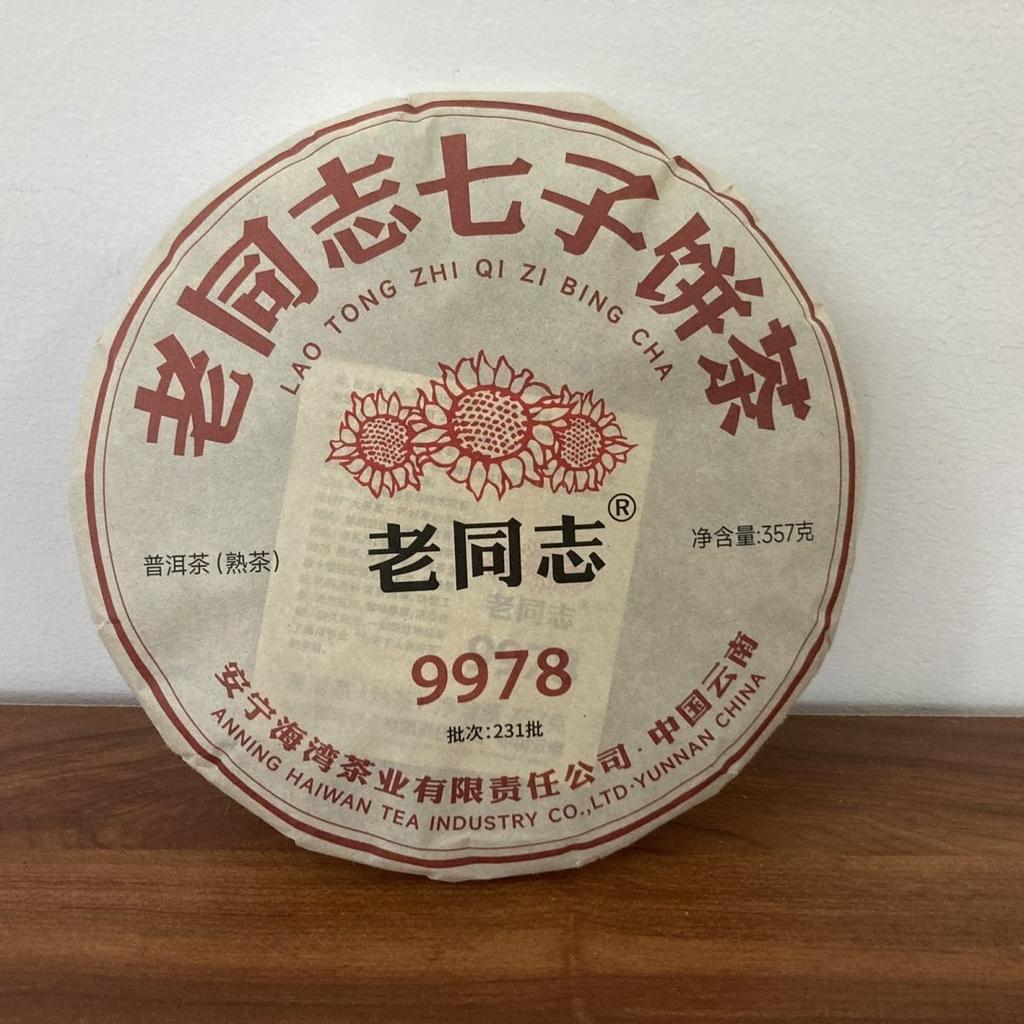 老同志七子饼茶
LAO TONG ZHI QI ZI BING CHA
老同志®
普洱茶(熟茶)
净含量:357克
9978
批次:231批
安宁海湾茶业有限责任公司·中国云南
ANNING HAIWAN TEA INDUSTRY CO.,LTD·YUNNAN CHINA
老同志